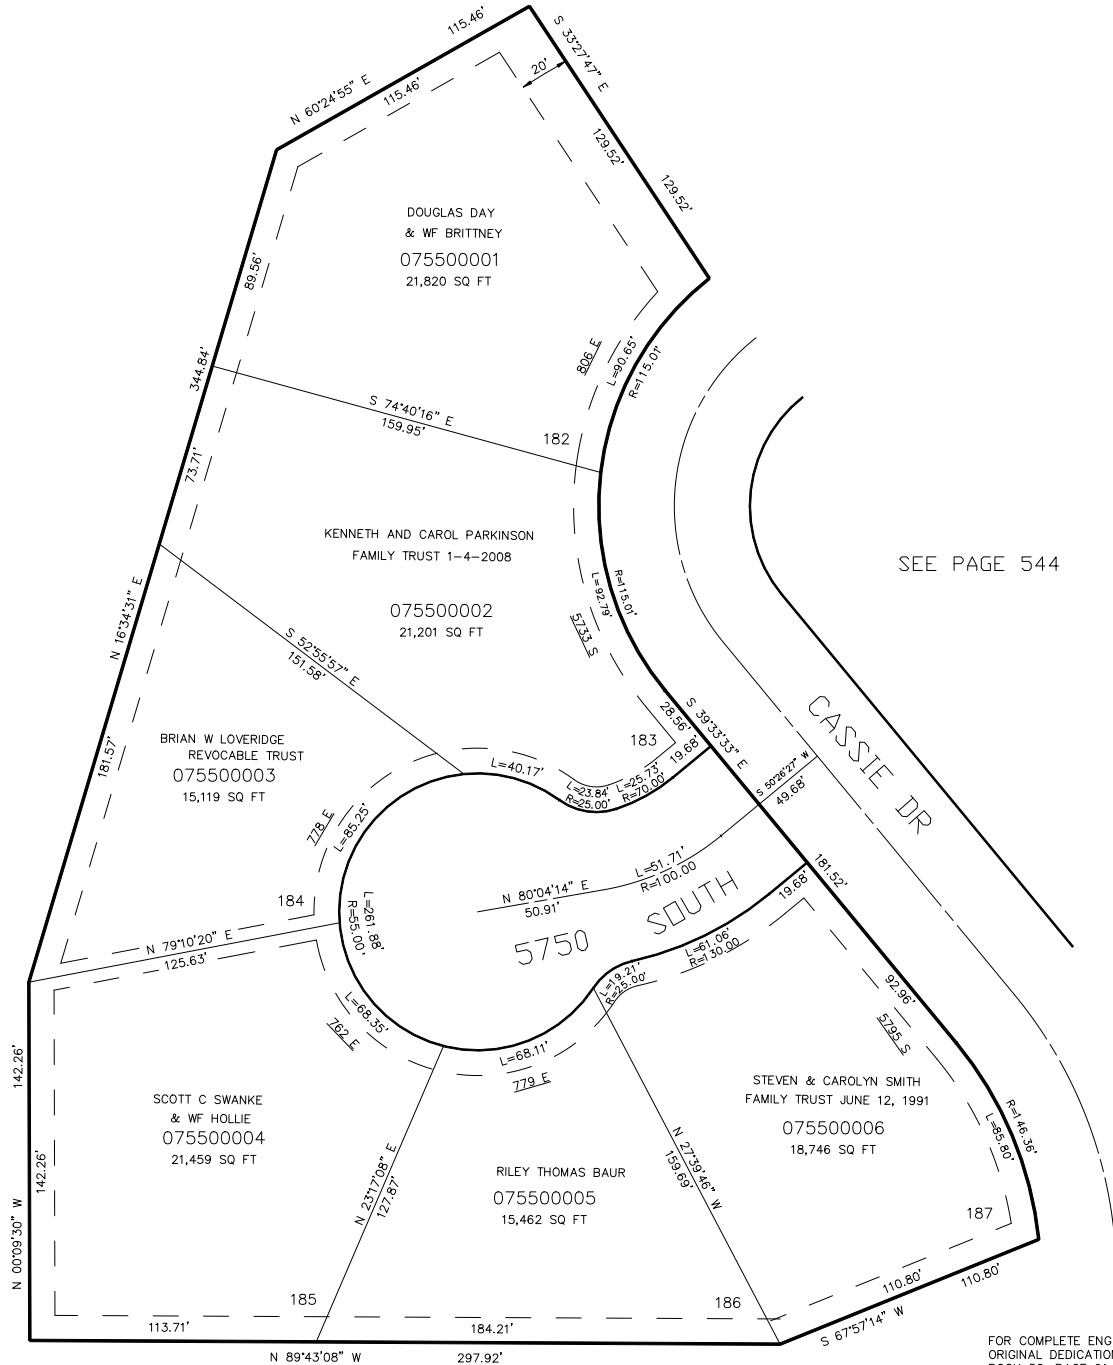 115.46'
S 33°27'47" E
20'
N 60°24'55" E
115.46'
129.52'
129.52'
DOUGLAS DAY
& WF BRITTNEY
075500001
21,820 SQ FT
89.56'
806 E
L=90.65'
R=115.01'
344.84'
S 74°40'16" E
159.95'
182
73.71'
KENNETH AND CAROL PARKINSON
FAMILY TRUST 1-4-2008
075500002
21,201 SQ FT
SEE PAGE 544
R=115.01'
L=92.79'
5733 S
N 16°34'31" E
S 52°55'57" E
151.58'
28.56'
S 39°33'33" E
CASSIE DR
183
19.68'
BRIAN W LOVERIDGE
REVOCABLE TRUST
075500003
15,119 SQ FT
181.57'
L=40.17'
L=23.84'
R=25.00'
L=25.73'
R=70.00'
S 50°26'27" W
49.68'
778 E
L=85.25'
L=51.71'
R=100.00
181.52'
184
L=261.88'
R=55.00'
N 80°04'14" E
50.91'
5750 SOUTH
19.68'
N 79°10'20" E
125.63'
L=61.06'
R=130.00
L=19.21'
R=25.00'
92.96'
L=68.35'
762 E
5795 S
142.26'
L=68.11'
779 E
STEVEN & CAROLYN SMITH
FAMILY TRUST JUNE 12, 1991
075500006
18,746 SQ FT
R=146.36'
L=85.80'
SCOTT C SWANKE
& WF HOLLIE
075500004
21,459 SQ FT
142.26'
N 23°17'08" E
127.87'
RILEY THOMAS BAUR
075500005
15,462 SQ FT
N 27°39'46" W
159.69'
187
N 00°09'30" W
185
186
110.80'
110.80'
113.71'
184.21'
S 67°57'14" W
N 89°43'08" W
297.92'
FOR COMPLETE ENG
ORIGINAL DEDICATION